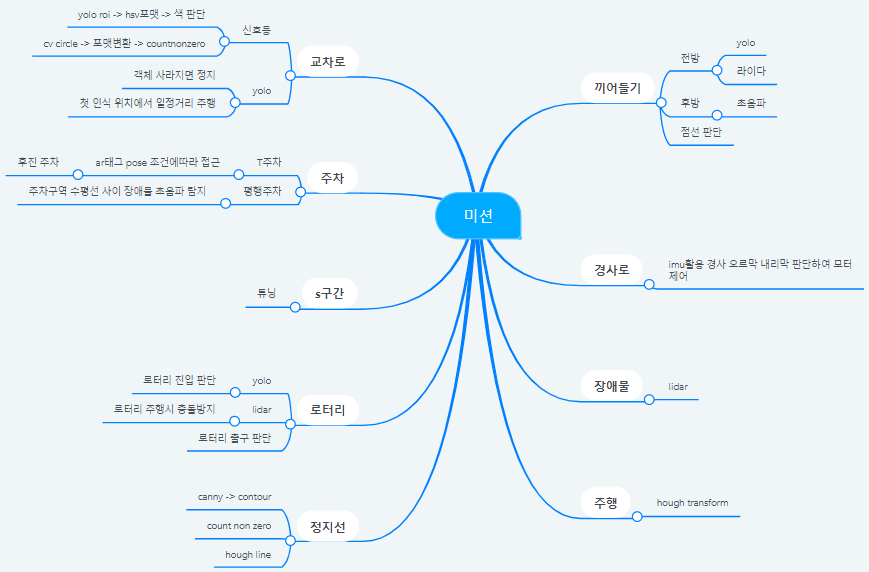 미션
교차로
신호등
yolo roi -> hsv포맷 -> 색 판단
cv circle -> 포맷변환 -> countnonzero
yolo
객체 사라지면 정지
첫 인식 위치에서 일정거리 주행
주차
T주차
ar태그 pose 조건에따라 접근
후진 주차
평행주차
주차구역 수평선 사이 장애물 초음파 탐지
s구간
튜닝
로터리
yolo
로터리 진입 판단
lidar
로터리 주행시 충돌방지
로터리 출구 판단
정지선
canny -> contour
count non zero
hough line
끼어들기
전방
yolo
라이다
후방
초음파
점선 판단
경사로
imu활용 경사 오르막 내리막 판단하여 모터
제어
장애물
lidar
주행
hough transform